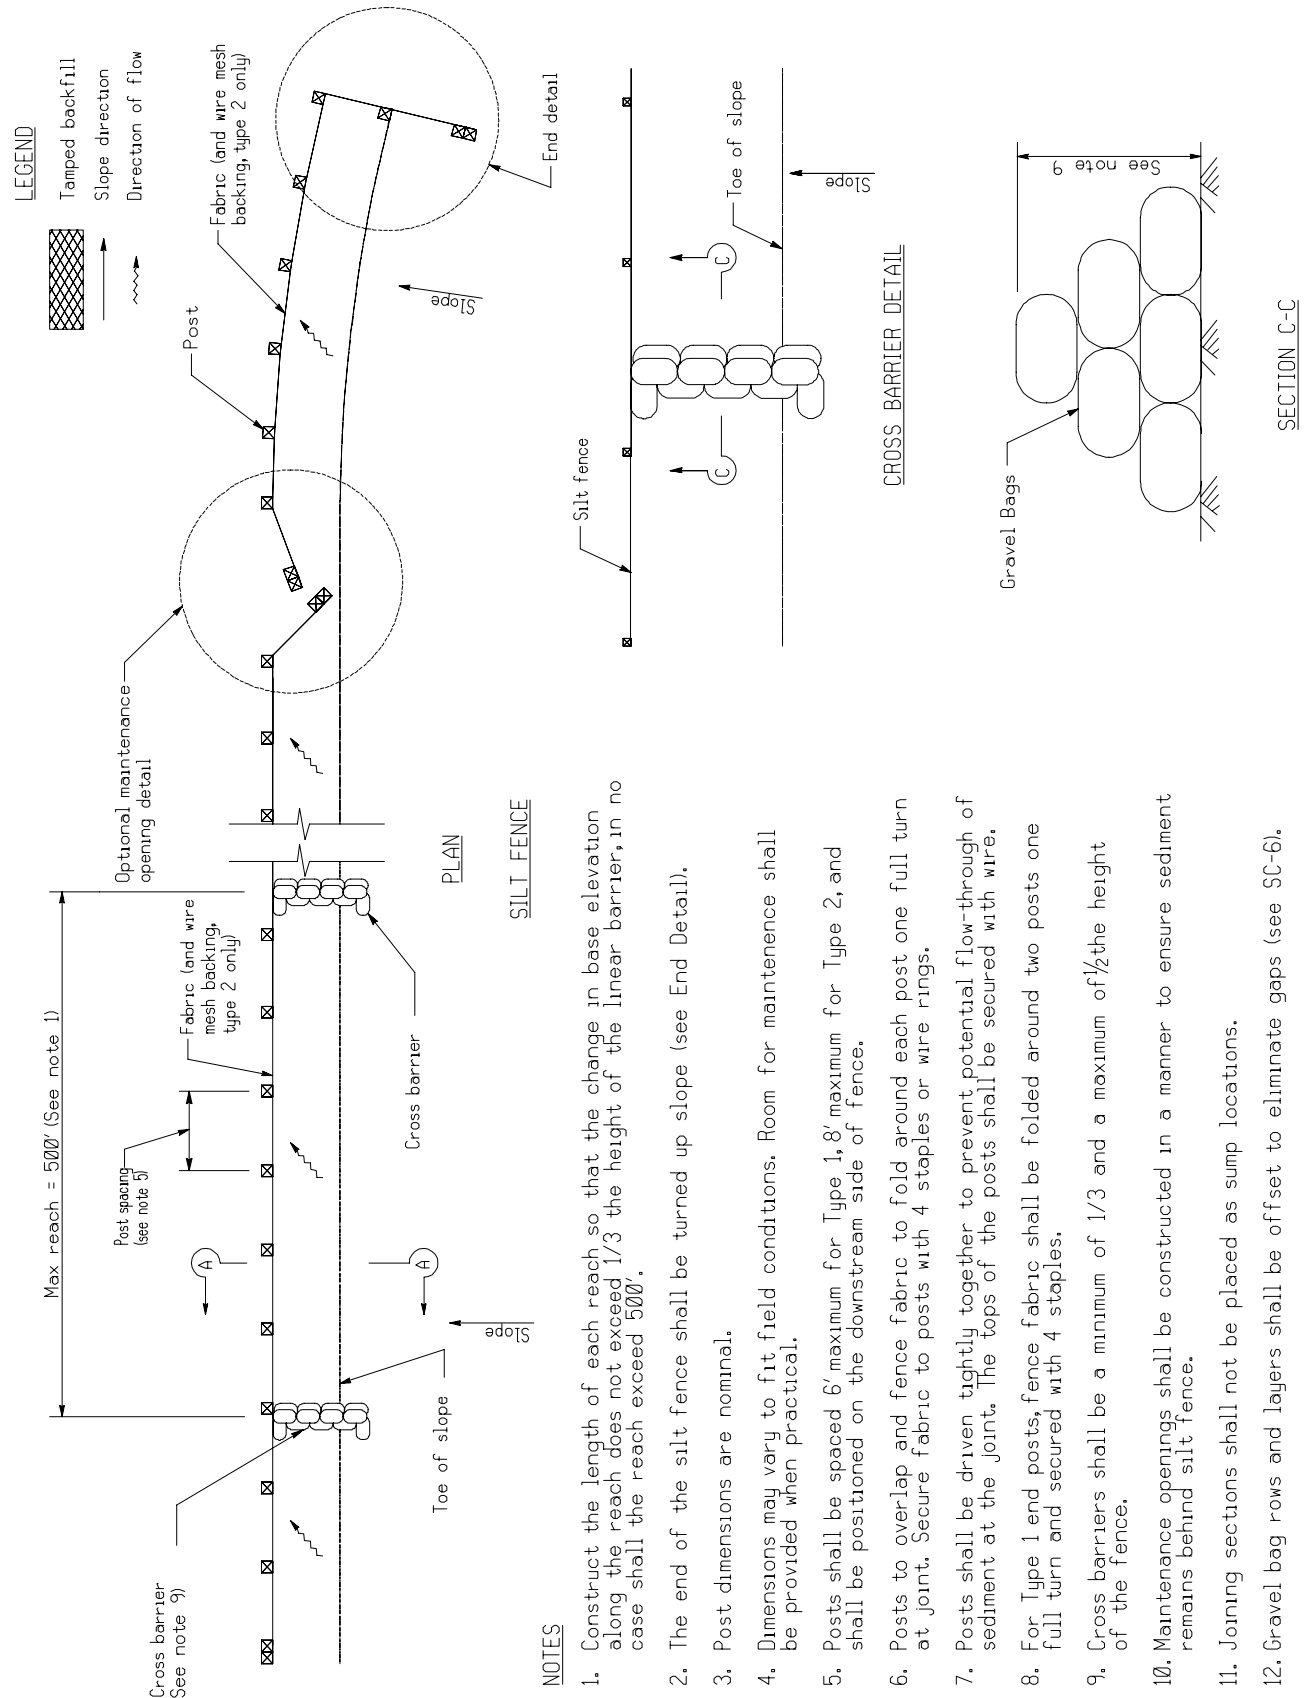 LEGEND
Tamped backfill
Slope direction
Direction of flow
Max reach = 500' (See note 1)
Cross barrier
See note 9)
Post spacing
(see note 5)
Fabric (and wire
mesh backing,
type 2 only)
Optional maintenance
opening detail
Post
Fabric (and wire mesh
backing, type 2 only)
A
A
Slope
Slope
Toe of slope
Cross barrier
End detail
PLAN
SILT FENCE
Silt fence
Toe of slope
C
C
Slope
CROSS BARRIER DETAIL
Gravel Bags
See note 9
SECTION C-C
NOTES
1. Construct the length of each reach so that the change in base elevation
along the reach does not exceed 1/3 the height of the linear barrier, in no
case shall the reach exceed 500'.
2. The end of the silt fence shall be turned up slope (see End Detail).
3. Post dimensions are nominal.
4. Dimensions may vary to fit field conditions. Room for maintenence shall
be provided when practical.
5. Posts shall be spaced 6' maximum for Type 1, 8' maximum for Type 2, and
shall be positioned on the downstream side of fence.
6. Posts to overlap and fence fabric to fold around each post one full turn
at joint. Secure fabric to posts with 4 staples or wire rings.
7. Posts shall be driven tightly together to prevent potential flow-through of
sediment at the joint. The tops of the posts shall be secured with wire.
8. For Type 1 end posts, fence fabric shall be folded around two posts one
full turn and secured with 4 staples.
9. Cross barriers shall be a minimum of 1/3 and a maximum of ½ the height
of the fence.
10. Maintenance openings shall be constructed in a manner to ensure sediment
remains behind silt fence.
11. Joining sections shall not be placed as sump locations.
12. Gravel bag rows and layers shall be offset to eliminate gaps (see SC-6).